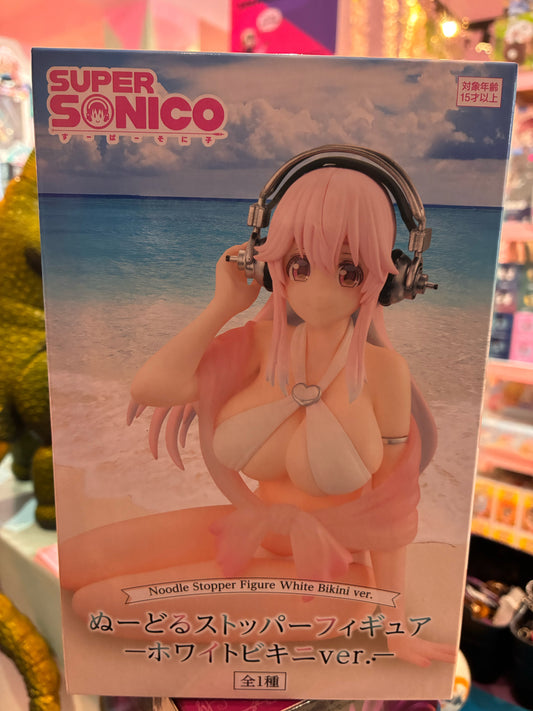 SUPER
SONICO
すーぱーそに子
対象年齢
15才以上
Noodle Stopper Figure White Bikini ver.
ぬーどるストッパーフィギュア
ーホワイトビキニver.ー
全1種